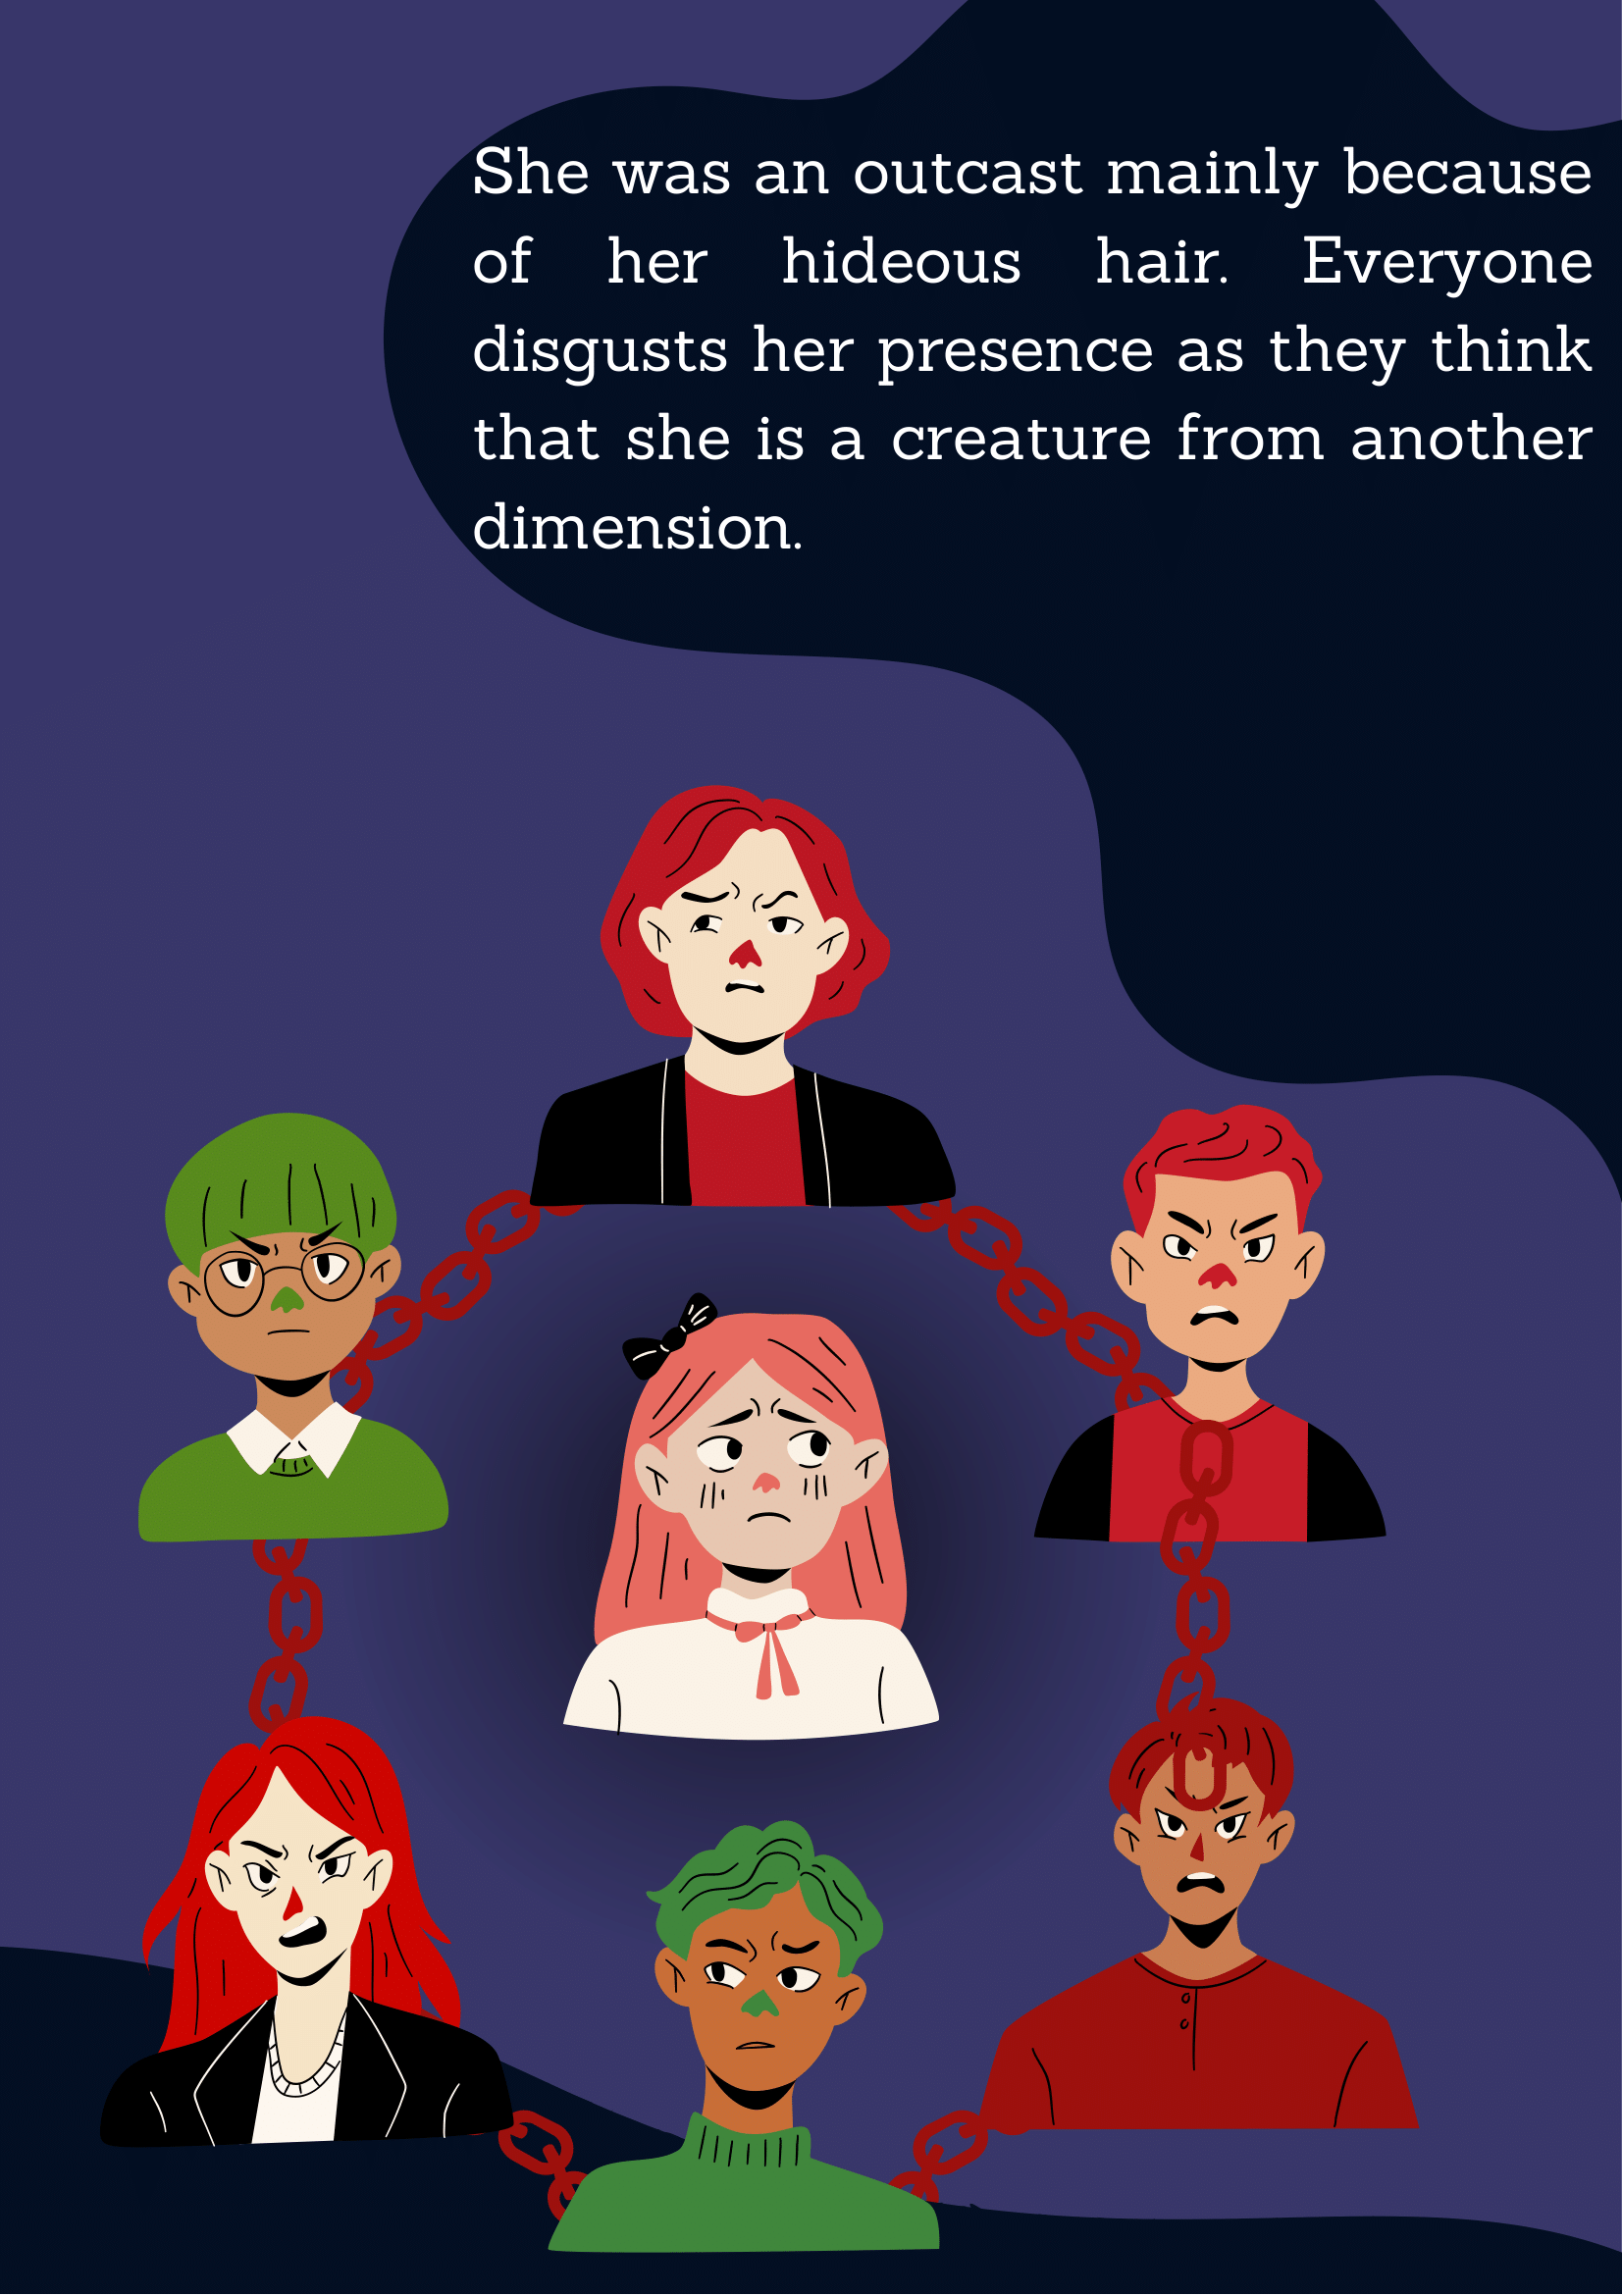 She was an outcast mainly because
of her hideous hair. Everyone
disgusts her presence as they think
that she is a creature from another
dimension.